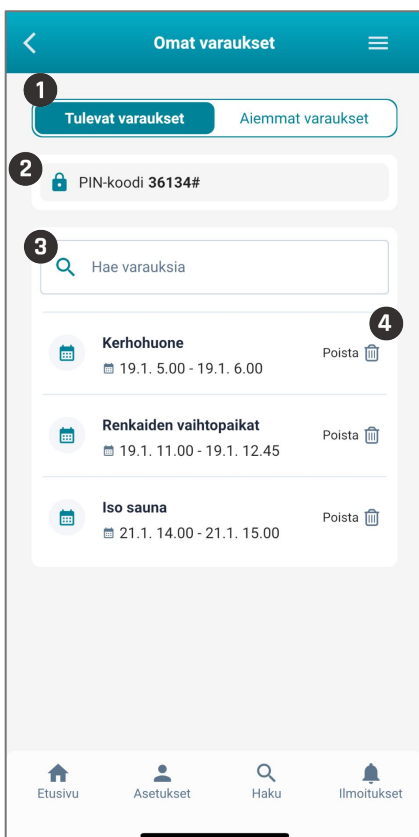 Omat varaukset
1
Tulevat varaukset Aiemmat varaukset
2
PIN-koodi 36134#
3
Hae varauksia
4
Kerhohuone
19.1. 5.00 - 19.1. 6.00
Poista
Renkaiden vaihtopaikat
19.1. 11.00 - 19.1. 12.45
Poista
Iso sauna
21.1. 14.00 - 21.1. 15.00
Poista
Etusivu Asetukset Haku Ilmoitukset